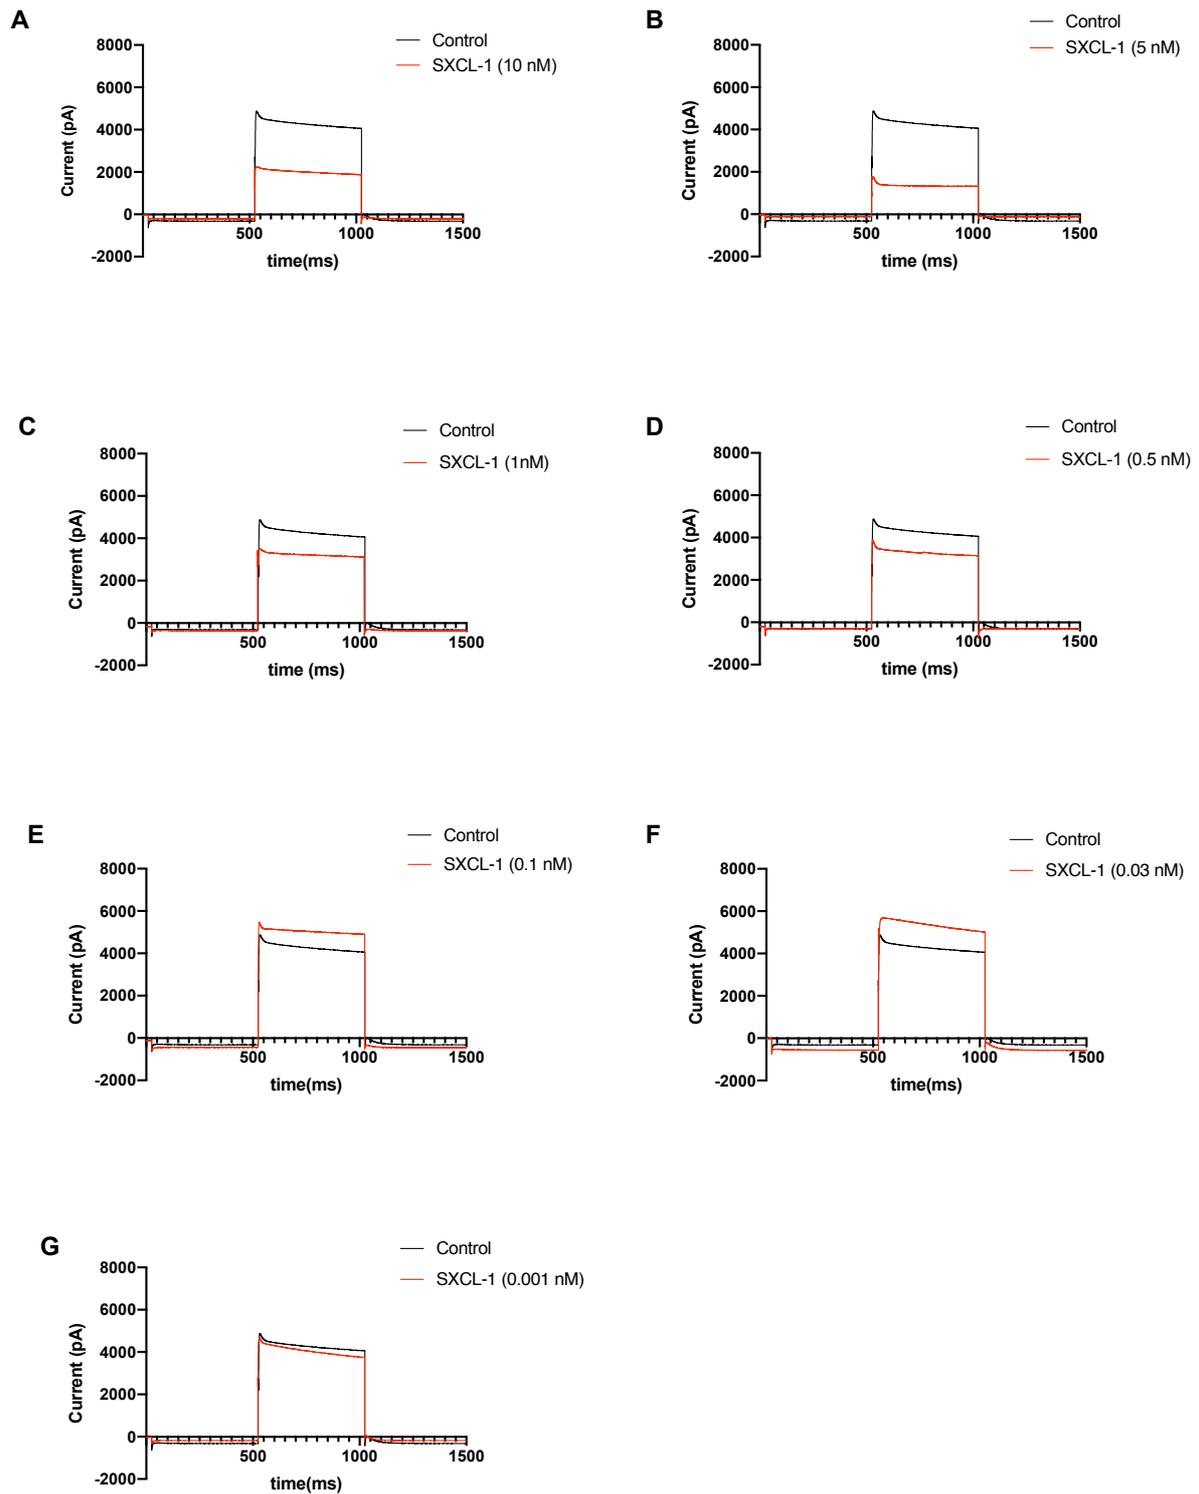 A
Control
SXCL-1 (10 nM)
8000
6000
4000
2000
0
-2000
Current (pA)
500
1000
1500
time(ms)
B
Control
SXCL-1 (5 nM)
8000
6000
4000
2000
0
-2000
Current (pA)
500
1000
1500
time (ms)
C
Control
SXCL-1 (1nM)
8000
6000
4000
2000
0
-2000
Current (pA)
500
1000
1500
time (ms)
D
Control
SXCL-1 (0.5 nM)
8000
6000
4000
2000
0
-2000
Current (pA)
500
1000
1500
time (ms)
E
Control
SXCL-1 (0.1 nM)
8000
6000
4000
2000
0
-2000
Current (pA)
500
1000
1500
time(ms)
F
Control
SXCL-1 (0.03 nM)
8000
6000
4000
2000
0
-2000
Current (pA)
500
1000
1500
time(ms)
G
Control
SXCL-1 (0.001 nM)
8000
6000
4000
2000
0
-2000
Current (pA)
500
1000
1500
time(ms)